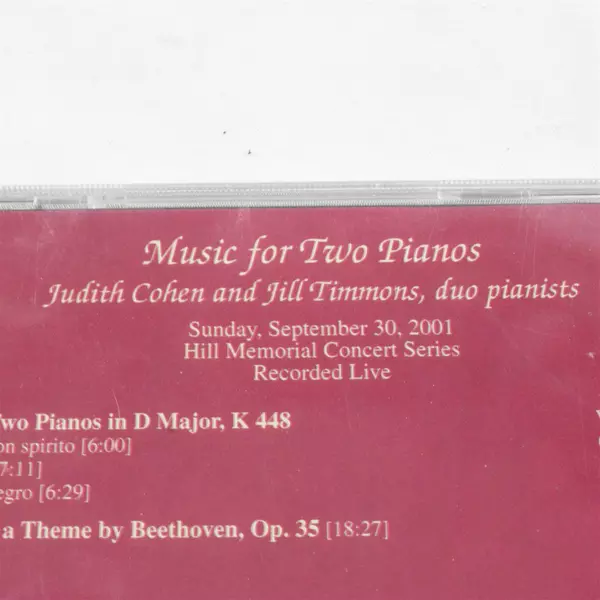 Music for Two Pianos
Judith Cohen and Jill Timmons, duo pianists
Sunday, September 30, 2001
Hill Memorial Concert Series
Recorded Live
Two Pianos in D Major, K 448
on spirito [6:00]
7:11]
egro [6:29]
a Theme by Beethoven, Op. 35 [18:27]